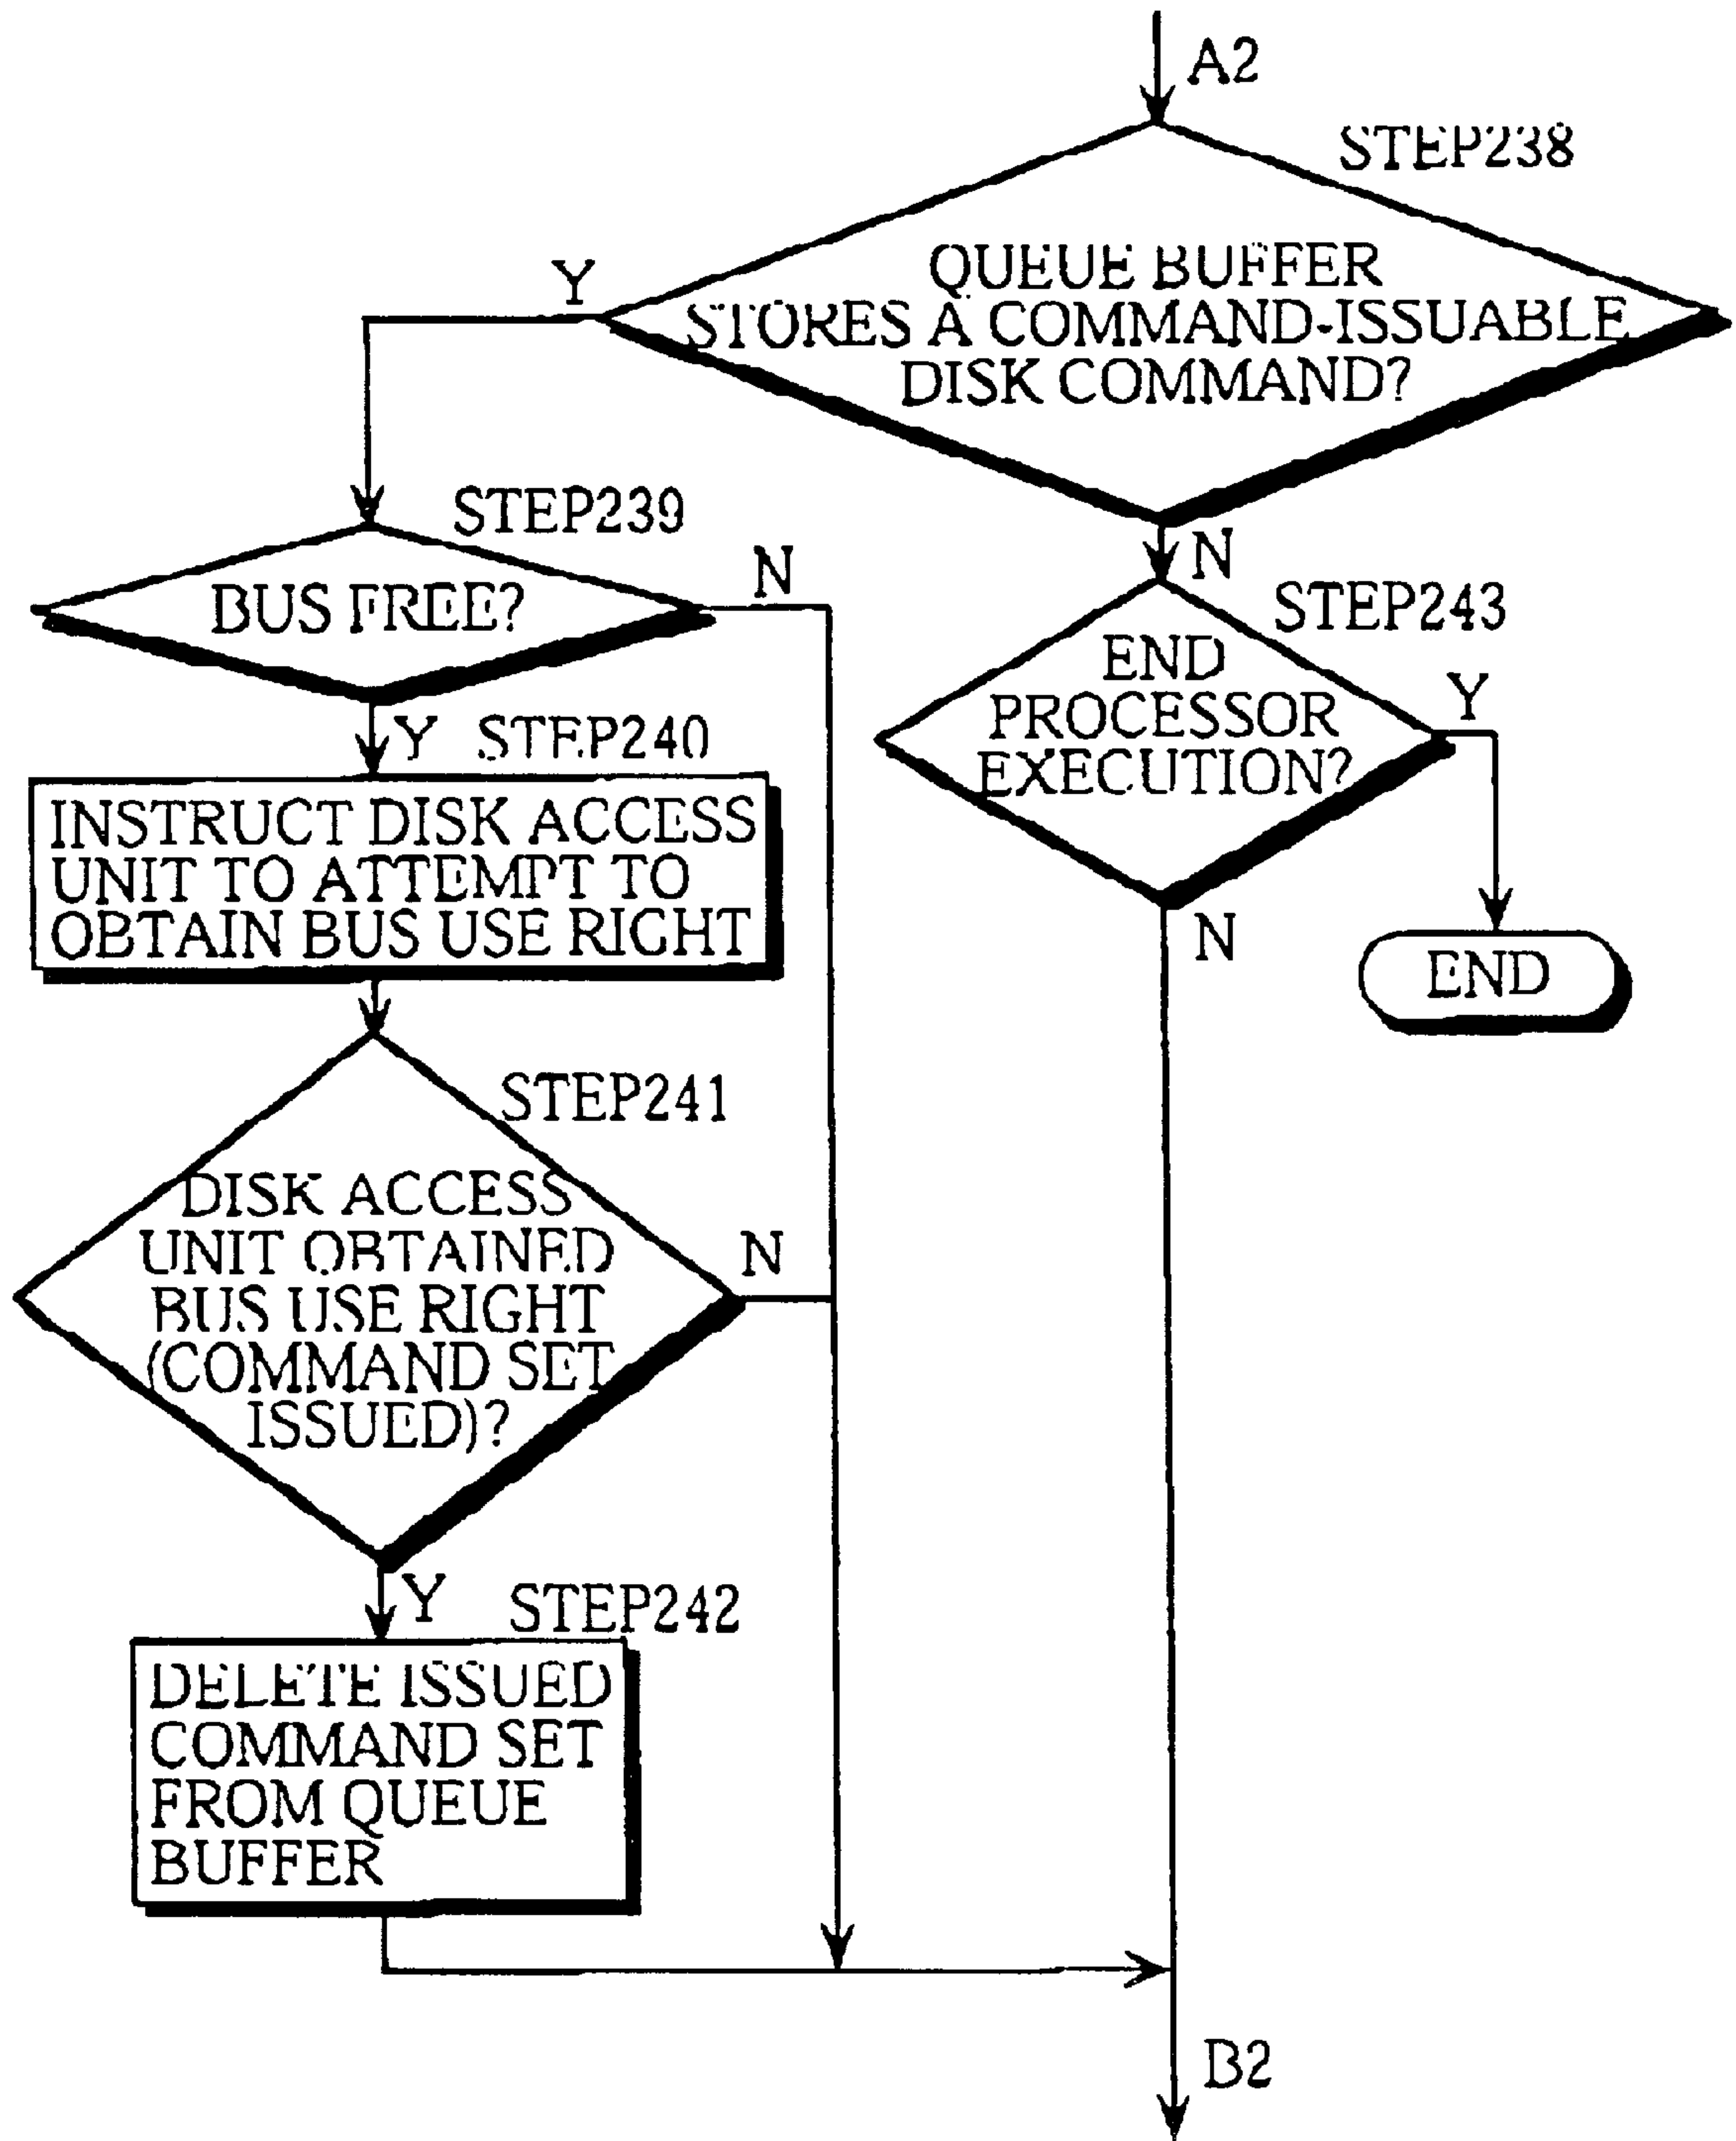 A2
STEP238
QUEUE BUFFER
STORES A COMMAND-ISSUABLE
DISK COMMAND?
Y
N
STEP239
BUS FREE?
N
Y
STEP240
INSTRUCT DISK ACCESS
UNIT TO ATTEMPT TO
OBTAIN BUS USE RIGHT
STEP241
DISK ACCESS
UNIT OBTAINED
BUS USE RIGHT
(COMMAND SET
ISSUED)?
N
Y
STEP242
DELETE ISSUED
COMMAND SET
FROM QUEUE
BUFFER
STEP243
END
PROCESSOR
EXECUTION?
Y
N
END
B2